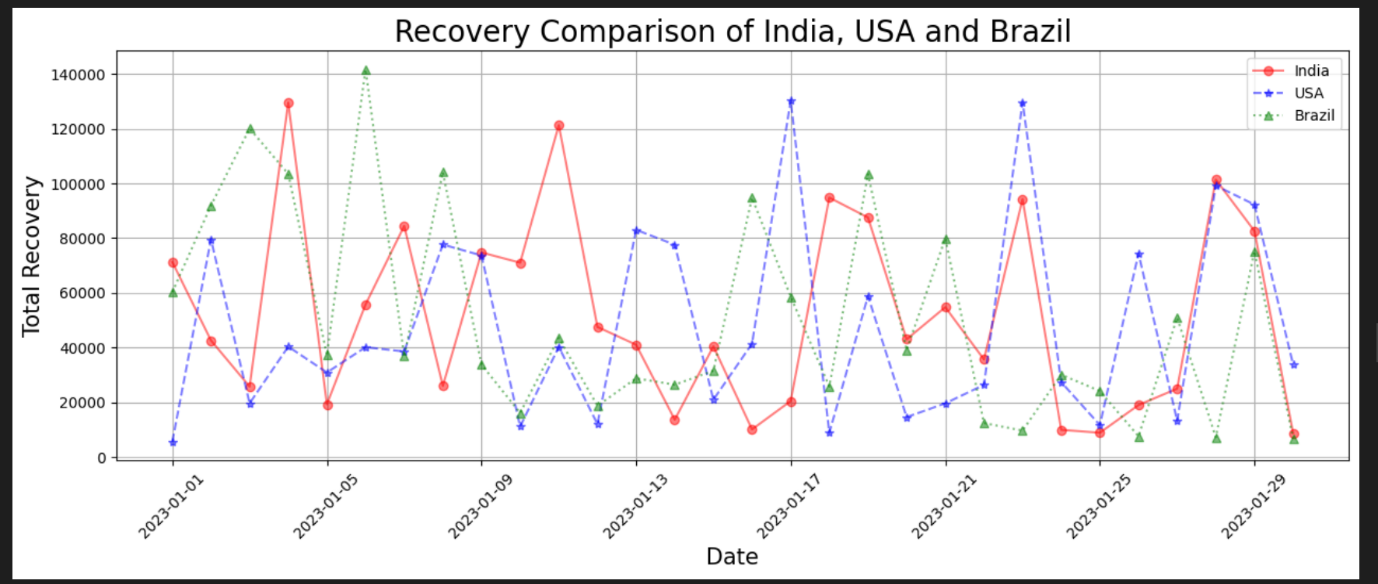 Recovery Comparison of India, USA and Brazil
India
USA
Brazil
Total Recovery
140000
120000
100000
80000
60000
40000
20000
0
2023-01-01
2023-01-05
2023-01-09
2023-01-13
2023-01-17
2023-01-21
2023-01-25
2023-01-29
Date